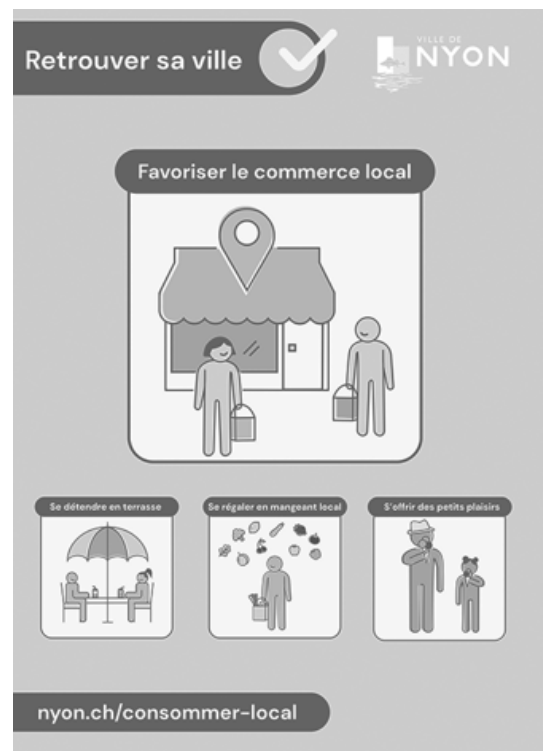 Retrouver sa ville
VILLE DE
NYON
Favoriser le commerce local
Se détendre en terrasse
Se régaler en mangeant local
S'offrir des petits plaisirs
nyon.ch/consommer-local